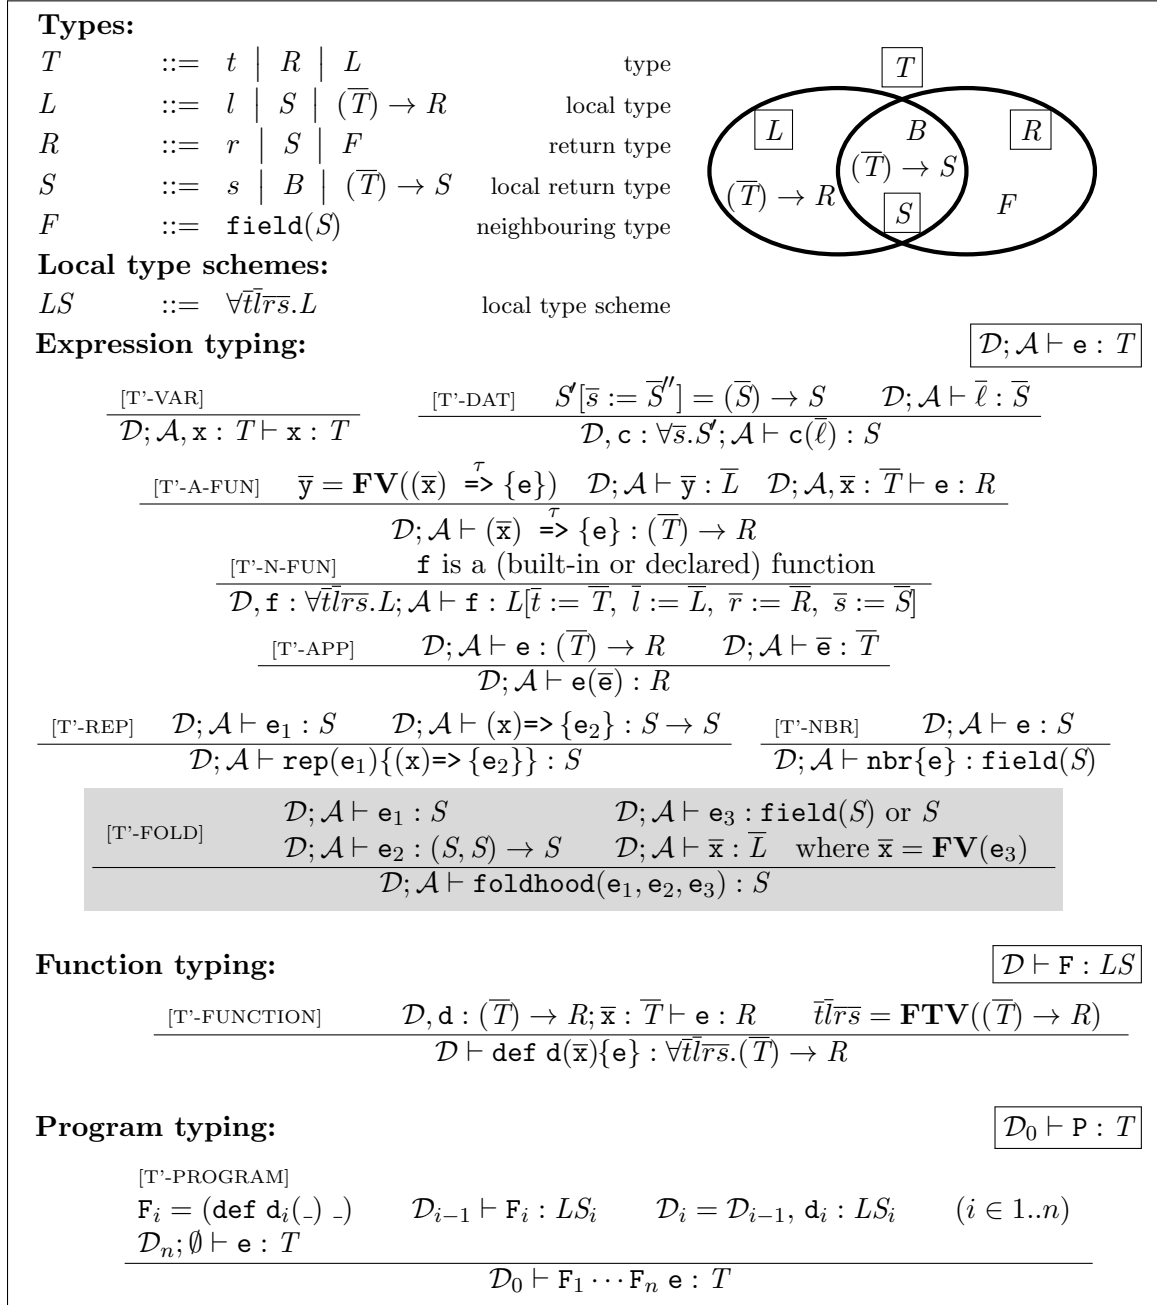 Types:
T ::= t | R | L type
L ::= l | S | (T̅) → R local type
R ::= r | S | F return type
S ::= s | B | (T̅) → S local return type
F ::= field(S) neighbouring type
T
L B R
(T̅) → S
(T̅) → R S F
Local type schemes:
LS ::= ∀t̅l̅r̅s̅.L local type scheme
Expression typing: 𝒟; 𝒜 ⊢ e : T
[T'-VAR]
𝒟; 𝒜, x : T ⊢ x : T
[T'-DAT] S′[s̅ := S̅″] = (S̅) → S 𝒟; 𝒜 ⊢ ℓ̅ : S̅
𝒟, c : ∀s̅.S′; 𝒜 ⊢ c(ℓ̅) : S
[T'-A-FUN] y̅ = FV((x̅) =>^τ {e}) 𝒟; 𝒜 ⊢ y̅ : L̅ 𝒟; 𝒜, x̅ : T̅ ⊢ e : R
𝒟; 𝒜 ⊢ (x̅) =>^τ {e} : (T̅) → R
[T'-N-FUN] f is a (built-in or declared) function
𝒟, f : ∀t̅l̅r̅s̅.L; 𝒜 ⊢ f : L[t̅ := T̅, l̅ := L̅, r̅ := R̅, s̅ := S̅]
[T'-APP] 𝒟; 𝒜 ⊢ e : (T̅) → R 𝒟; 𝒜 ⊢ e̅ : T̅
𝒟; 𝒜 ⊢ e(e̅) : R
[T'-REP] 𝒟; 𝒜 ⊢ e₁ : S 𝒟; 𝒜 ⊢ (x)=>{e₂} : S → S
𝒟; 𝒜 ⊢ rep(e₁){(x)=>{e₂}} : S
[T'-NBR] 𝒟; 𝒜 ⊢ e : S
𝒟; 𝒜 ⊢ nbr{e} : field(S)
[T'-FOLD] 𝒟; 𝒜 ⊢ e₁ : S 𝒟; 𝒜 ⊢ e₃ : field(S) or S
𝒟; 𝒜 ⊢ e₂ : (S, S) → S 𝒟; 𝒜 ⊢ x̅ : L̅ where x̅ = FV(e₃)
𝒟; 𝒜 ⊢ foldhood(e₁, e₂, e₃) : S
Function typing: 𝒟 ⊢ F : LS
[T'-FUNCTION] 𝒟, d : (T̅) → R; x̅ : T̅ ⊢ e : R t̅l̅r̅s̅ = FTV((T̅) → R)
𝒟 ⊢ def d(x̅){e} : ∀t̅l̅r̅s̅.(T̅) → R
Program typing: 𝒟₀ ⊢ P : T
[T'-PROGRAM]
Fᵢ = (def dᵢ(_) _) 𝒟ᵢ₋₁ ⊢ Fᵢ : LSᵢ 𝒟ᵢ = 𝒟ᵢ₋₁, dᵢ : LSᵢ (i ∈ 1..n)
𝒟ₙ; ∅ ⊢ e : T
𝒟₀ ⊢ F₁ ⋯ Fₙ e : T